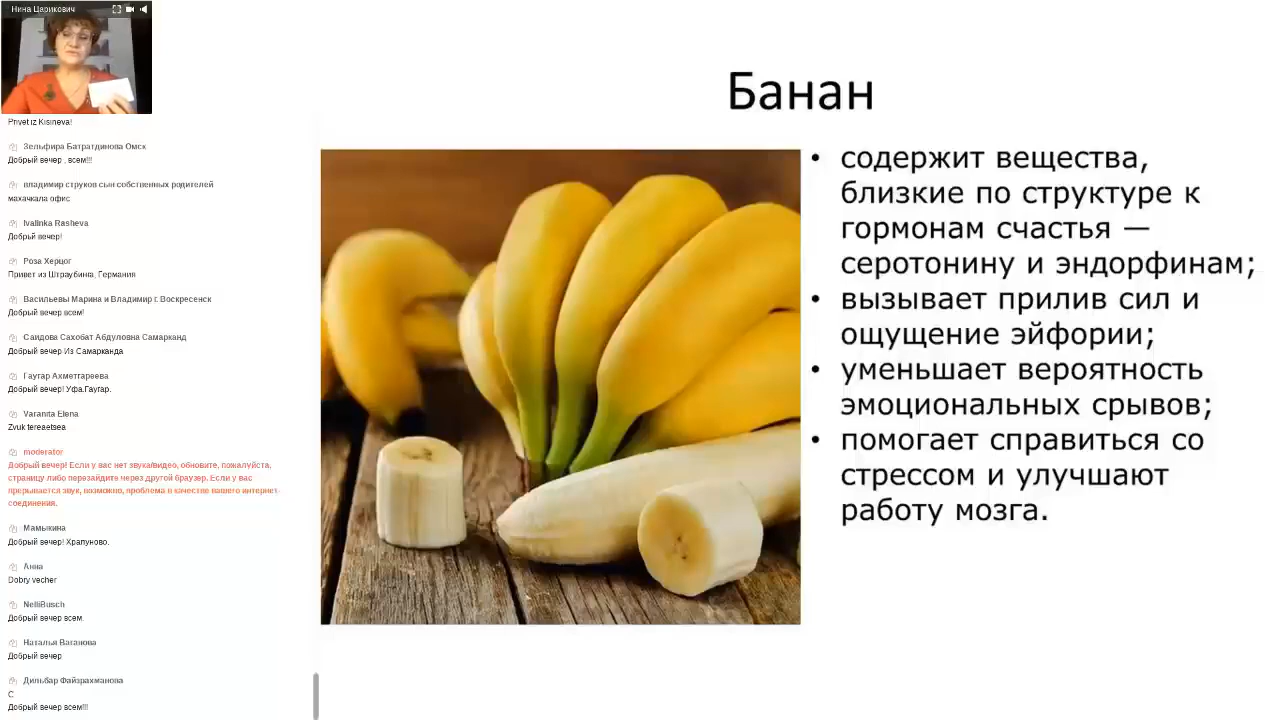 Нина Царикович
Privet iz Kisineva!
Зельфира Батратдинова Омск
Добрый вечер , всем!!!
владимир струков сын собственных родителей
махачкала офис
Ivalinka Rasheva
Добрый вечер!
Роза Херцог
Привет из Штраубинга, Германия
Васильевы Марина и Владимир г. Воскресенск
Добрый вечер всем!
Саидова Сахобат Абдуловна Самарканд
Добрый вечер Из Самарканда
Гаугар Ахметгареева
Добрый вечер! Уфа.Гаугар.
Varanita Elena
Zvuk tereaetsea
moderator
Добрый вечер! Если у вас нет звука/видео, обновите, пожалуйста,
страницу либо перезайдите через другой браузер. Если у вас
прерывается звук, возможно, проблема в качестве вашего интернет-
соединения.
Мамыкина
Добрый вечер! Храпуново.
Анна
Dobry vecher
NelliBusch
Добрый вечер всем.
Наталья Ваганова
Добрый вечер
Дильбар Файзрахманова
С
Добрый вечер всем!!!
Банан
• содержит вещества,
близкие по структуре к
гормонам счастья —
серотонину и эндорфинам;
• вызывает прилив сил и
ощущение эйфории;
• уменьшает вероятность
эмоциональных срывов;
• помогает справиться со
стрессом и улучшают
работу мозга.